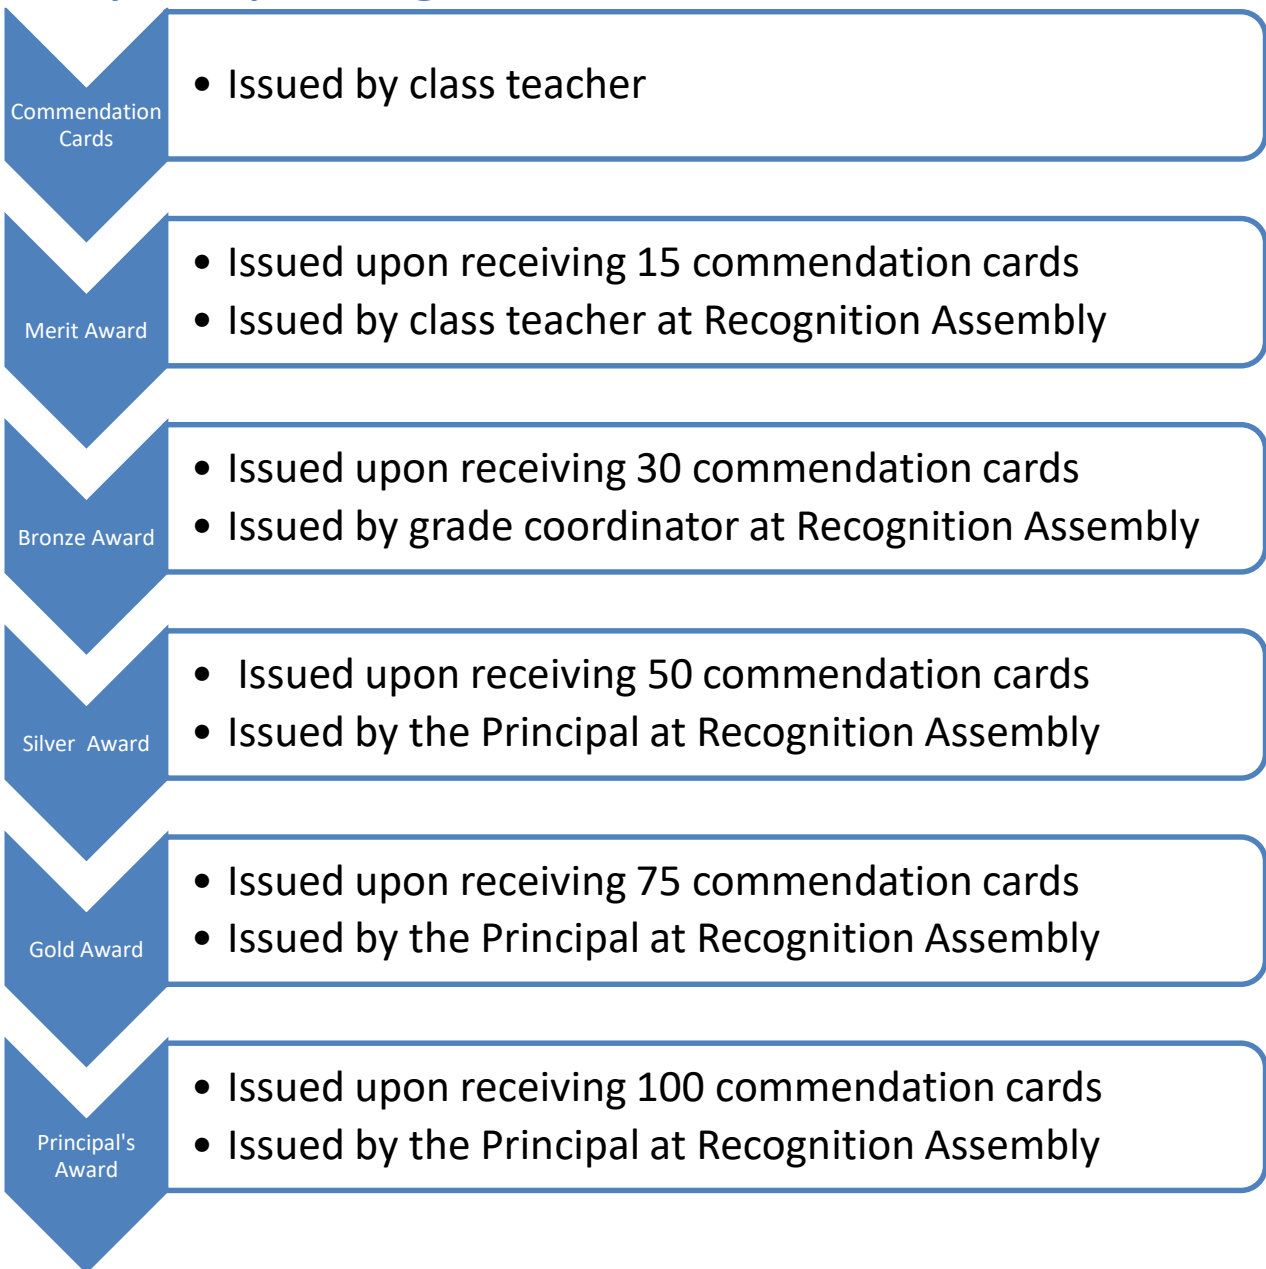 Commendation
Cards
• Issued by class teacher
Merit Award
• Issued upon receiving 15 commendation cards
• Issued by class teacher at Recognition Assembly
Bronze Award
• Issued upon receiving 30 commendation cards
• Issued by grade coordinator at Recognition Assembly
Silver Award
• Issued upon receiving 50 commendation cards
• Issued by the Principal at Recognition Assembly
Gold Award
• Issued upon receiving 75 commendation cards
• Issued by the Principal at Recognition Assembly
Principal's
Award
• Issued upon receiving 100 commendation cards
• Issued by the Principal at Recognition Assembly